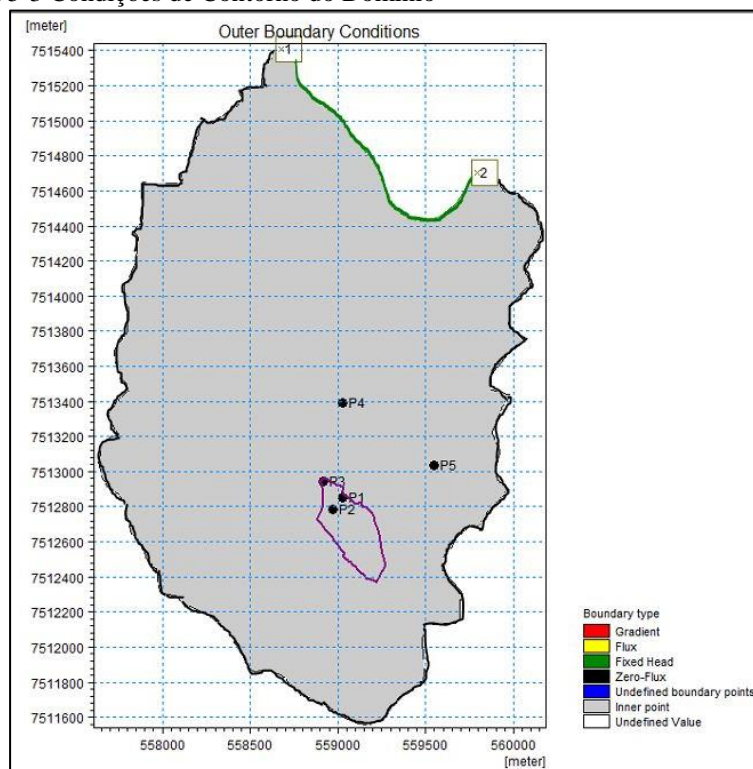 Condições de Contorno do Domínio
[meter]
Outer Boundary Conditions
7515400
7515200
7515000
7514800
7514600
7514400
7514200
7514000
7513800
7513600
7513400
7513200
7513000
7512800
7512600
7512400
7512200
7512000
7511800
7511600
1
2
P4
P5
P3
P1
P2
558000
558500
559000
559500
560000
[meter]
Boundary type
Gradient
Flux
Fixed Head
Zero-Flux
Undefined boundary points
Inner point
Undefined Value